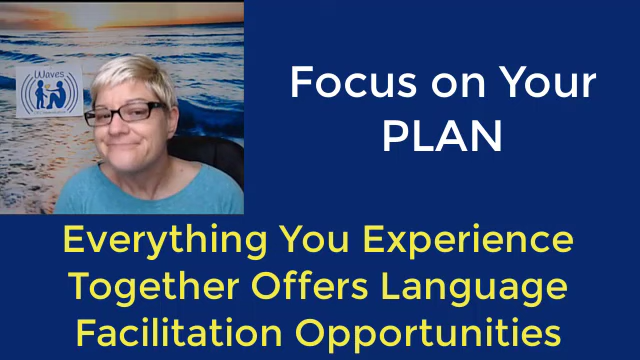 Waves
Focus on Your
PLAN
Everything You Experience
Together Offers Language
Facilitation Opportunities